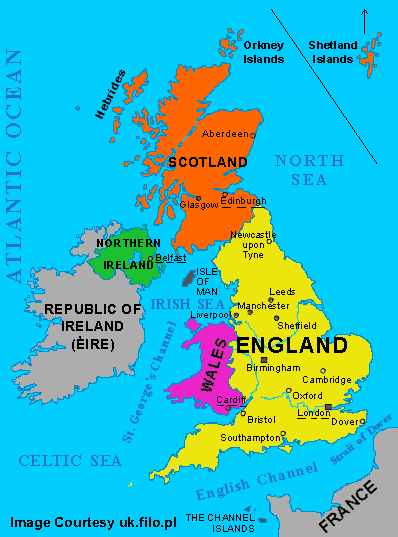 Orkney
Islands
Shetland
Islands
Hebrides
ATLANTIC OCEAN
Aberdeen
SCOTLAND
NORTH
SEA
Glasgow
Edinburgh
Newcastle
upon
Tyne
NORTHERN
IRELAND
Belfast
ISLE
OF
MAN
IRISH SEA
REPUBLIC OF
IRELAND
(ÈIRE)
Leeds
Manchester
Liverpool
Sheffield
ENGLAND
WALES
Birmingham
St. George's Channel
Cambridge
Oxford
Cardiff
London
Bristol
Dover
Southampton
CELTIC SEA
Strait of Dover
English Channel
FRANCE
THE CHANNEL
ISLANDS
Image Courtesy uk.filo.pl